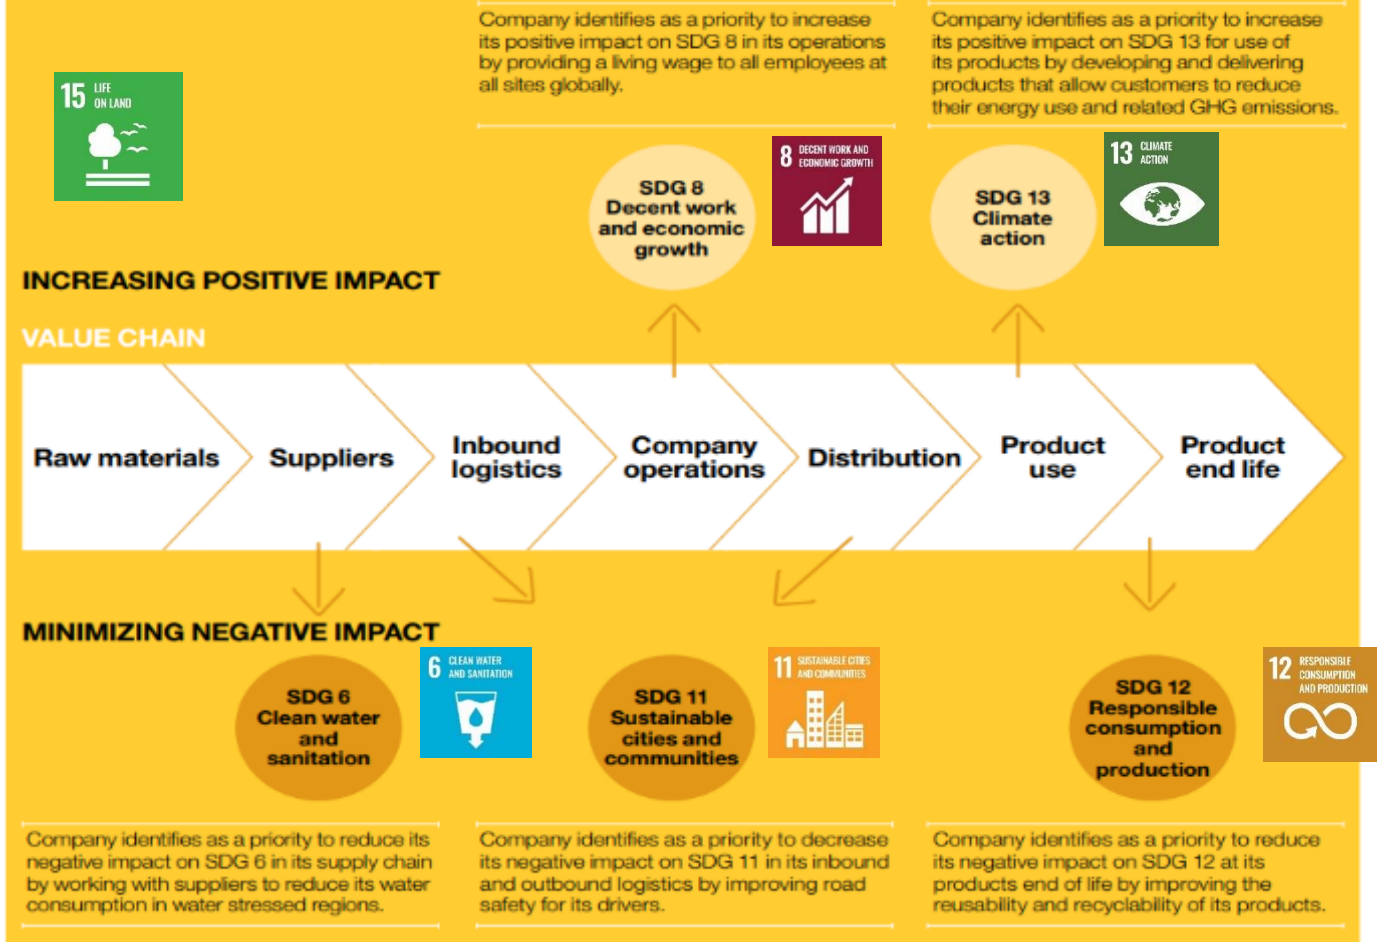 Company identifies as a priority to increase
its positive impact on SDG 8 in its operations
by providing a living wage to all employees at
all sites globally.
Company identifies as a priority to increase
its positive impact on SDG 13 for use of
its products by developing and delivering
products that allow customers to reduce
their energy use and related GHG emissions.
15 LIFE
ON LAND
SDG 8
Decent work
and economic
growth
8 DECENT WORK AND
ECONOMIC GROWTH
SDG 13
Climate
action
13 CLIMATE
ACTION
INCREASING POSITIVE IMPACT
VALUE CHAIN
Raw materials
Suppliers
Inbound
logistics
Company
operations
Distribution
Product
use
Product
end life
MINIMIZING NEGATIVE IMPACT
SDG 6
Clean water
and
sanitation
6 CLEAN WATER
AND SANITATION
SDG 11
Sustainable
cities and
communities
11 SUSTAINABLE CITIES
AND COMMUNITIES
SDG 12
Responsible
consumption
and
production
12 RESPONSIBLE
CONSUMPTION
AND PRODUCTION
Company identifies as a priority to reduce its
negative impact on SDG 6 in its supply chain
by working with suppliers to reduce its water
consumption in water stressed regions.
Company identifies as a priority to decrease
its negative impact on SDG 11 in its inbound
and outbound logistics by improving road
safety for its drivers.
Company identifies as a priority to reduce
its negative impact on SDG 12 at its
products end of life by improving the
reusability and recyclability of its products.